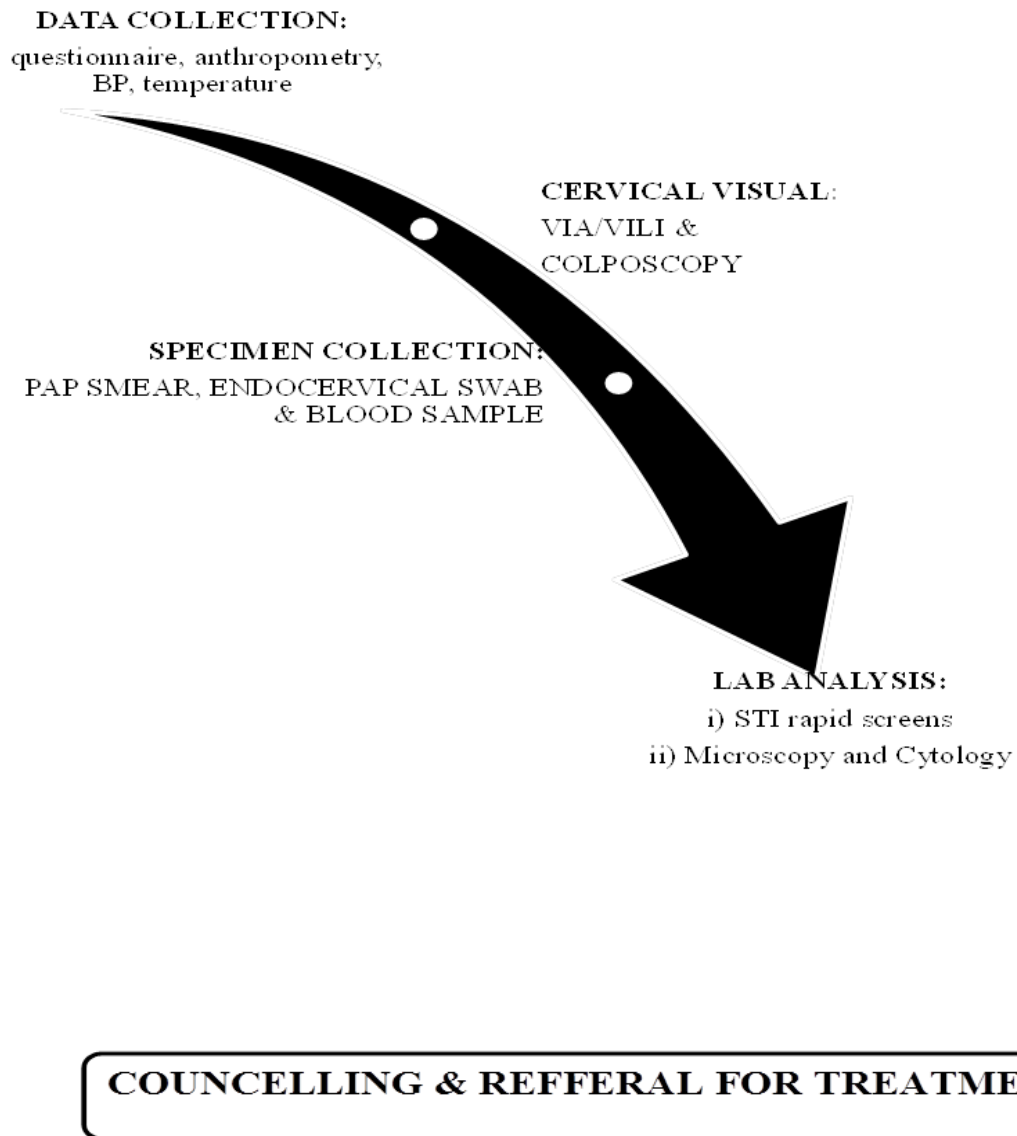 DATA COLLECTION:
questionnaire, anthropometry,
BP, temperature
CERVICAL VISUAL:
VIA/VILI &
COLPOSCOPY
SPECIMEN COLLECTION:
PAP SMEAR, ENDOCERVICAL SWAB
& BLOOD SAMPLE
LAB ANALYSIS:
i) STI rapid screens
ii) Microscopy and Cytology
COUNCELLING & REFFERAL FOR TREATME